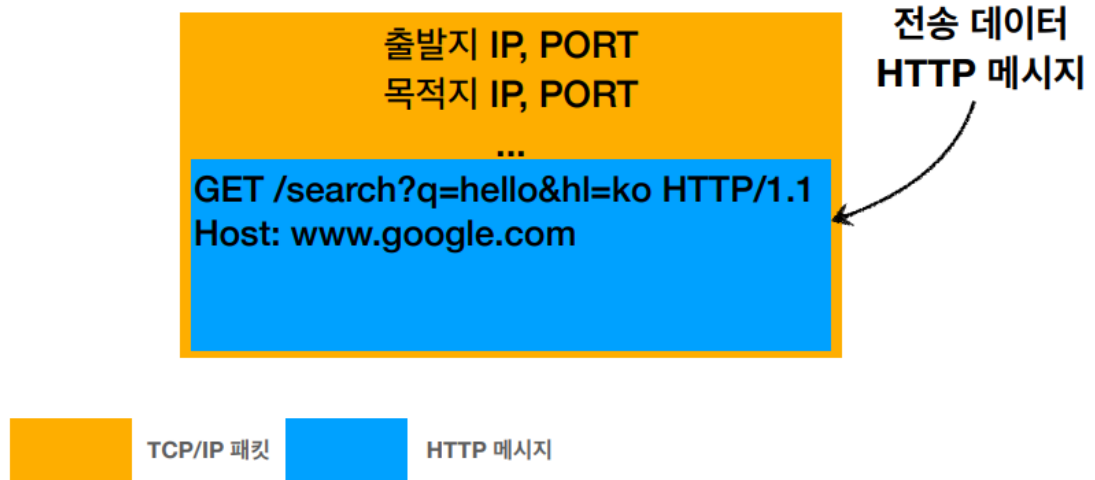 전송 데이터
HTTP 메시지
출발지 IP, PORT
목적지 IP, PORT
...
GET /search?q=hello&hl=ko HTTP/1.1
Host: www.google.com
TCP/IP 패킷
HTTP 메시지